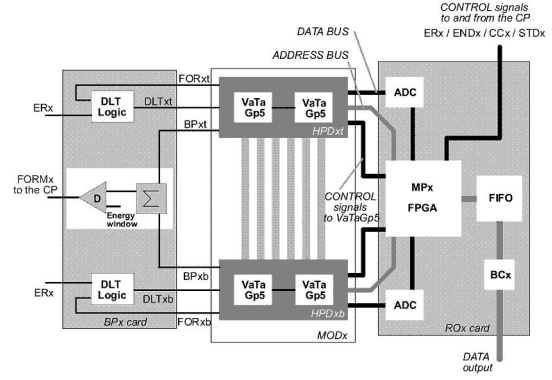 CONTROL signals
to and from the CP
ERx / ENDx / CCx / STDx
DATA BUS
ADDRESS BUS
FORxt
ERx
DLT
Logic
DLTxt
VaTa
Gp5
VaTa
Gp5
ADC
BPxt
HPDxt
FORMx
to the CP
D
Σ
Energy
window
CONTROL
signals
to VaTaGp5
MPx
FPGA
FIFO
BPxb
ERx
DLT
Logic
DLTxb
VaTa
Gp5
VaTa
Gp5
BCx
ADC
FORxb
HPDxb
BPx card
MODx
ROx card
DATA
output